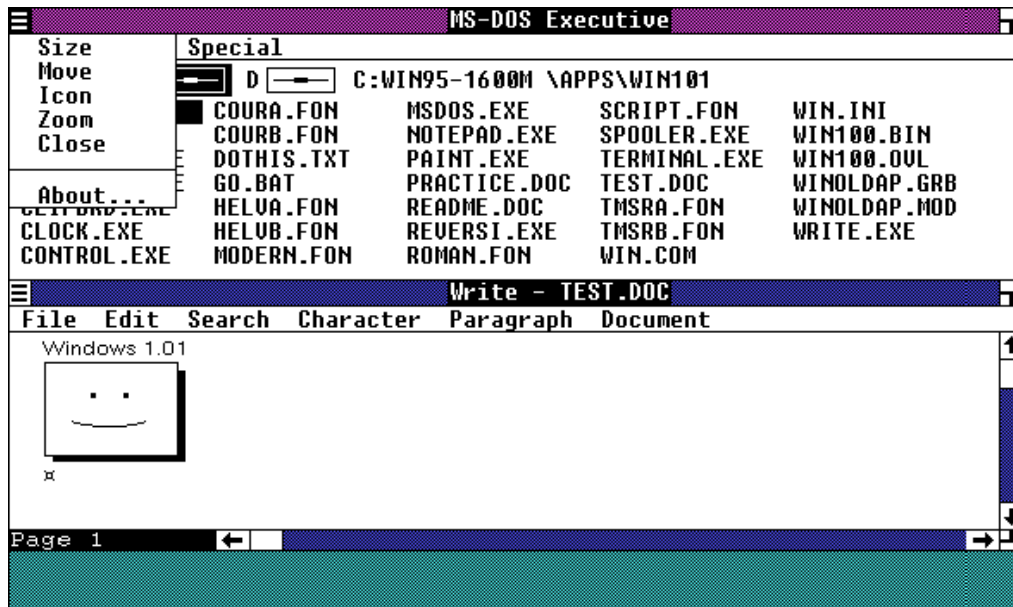 MS-DOS Executive
Size
Special
Move
D C:WIN95-1600M \APPS\WIN101
Icon
COURA.FON MSDOS.EXE SCRIPT.FON WIN.INI
Zoom
COURB.FON NOTEPAD.EXE SPOOLER.EXE WIN100.BIN
Close
DOTHIS.TXT PAINT.EXE TERMINAL.EXE WIN100.OVL
About...
GO.BAT PRACTICE.DOC TEST.DOC WINOLDAP.GRB
HELVA.FON README.DOC TMSRA.FON WINOLDAP.MOD
CLOCK.EXE HELVB.FON REVERSI.EXE TMSRB.FON WRITE.EXE
CONTROL.EXE MODERN.FON ROMAN.FON WIN.COM
Write - TEST.DOC
File Edit Search Character Paragraph Document
Windows 1.01
¤
Page 1